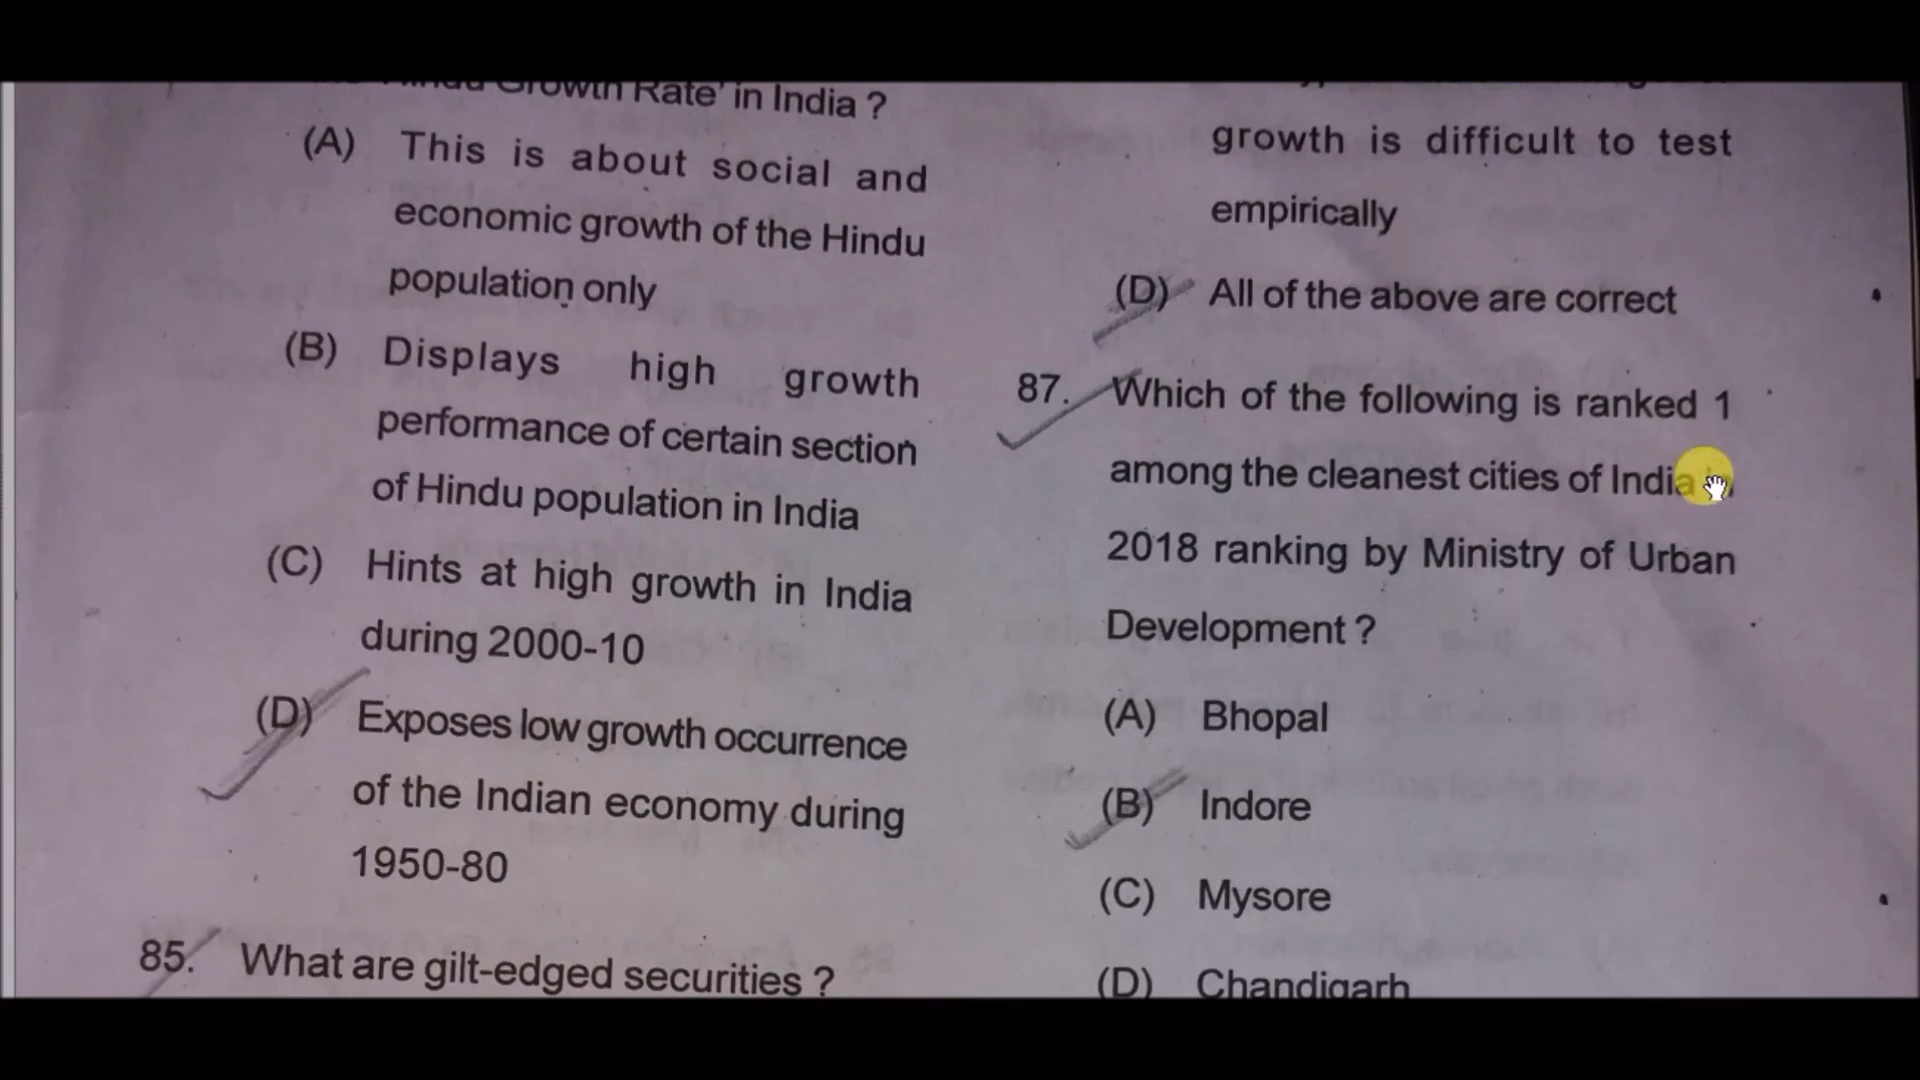 Growth Rate' in India ?
(A) This is about social and
economic growth of the Hindu
population only
(B) Displays high growth
performance of certain section
of Hindu population in India
(C) Hints at high growth in India
during 2000-10
(D) Exposes low growth occurrence
of the Indian economy during
1950-80
85. What are gilt-edged securities ?
growth is difficult to test
empirically
(D) All of the above are correct
87. Which of the following is ranked 1
among the cleanest cities of India
2018 ranking by Ministry of Urban
Development ?
(A) Bhopal
(B) Indore
(C) Mysore
(D) Chandigarh